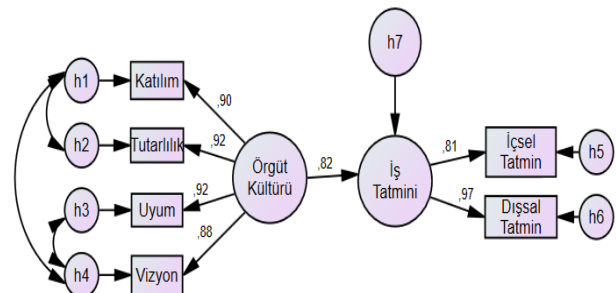 h7
h1
Katılım
,90
h2
Tutarlılık
,92
Örgüt
Kültürü
,82
İş
Tatmini
,81
İçsel
Tatmin
h5
h3
Uyum
,92
,97
Dışsal
Tatmin
h6
h4
Vizyon
,88